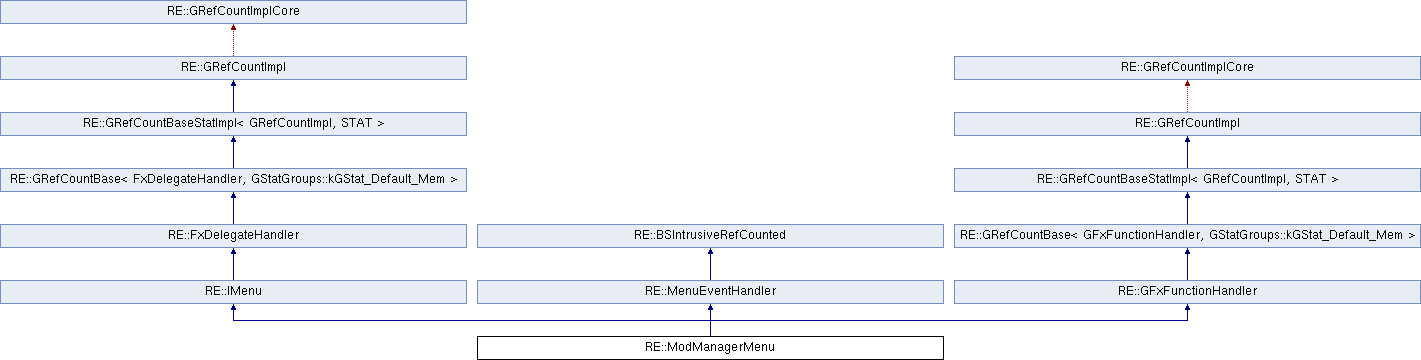 RE::GRefCountImplCore
RE::GRefCountImpl
RE::GRefCountImplCore
RE::GRefCountBaseStatImpl< GRefCountImpl, STAT >
RE::GRefCountImpl
RE::GRefCountBase< FxDelegateHandler, GStatGroups::kGStat_Default_Mem >
RE::GRefCountBaseStatImpl< GRefCountImpl, STAT >
RE::FxDelegateHandler
RE::BSIntrusiveRefCounted
RE::GRefCountBase< GFxFunctionHandler, GStatGroups::kGStat_Default_Mem >
RE::IMenu
RE::MenuEventHandler
RE::GFxFunctionHandler
RE::ModManagerMenu